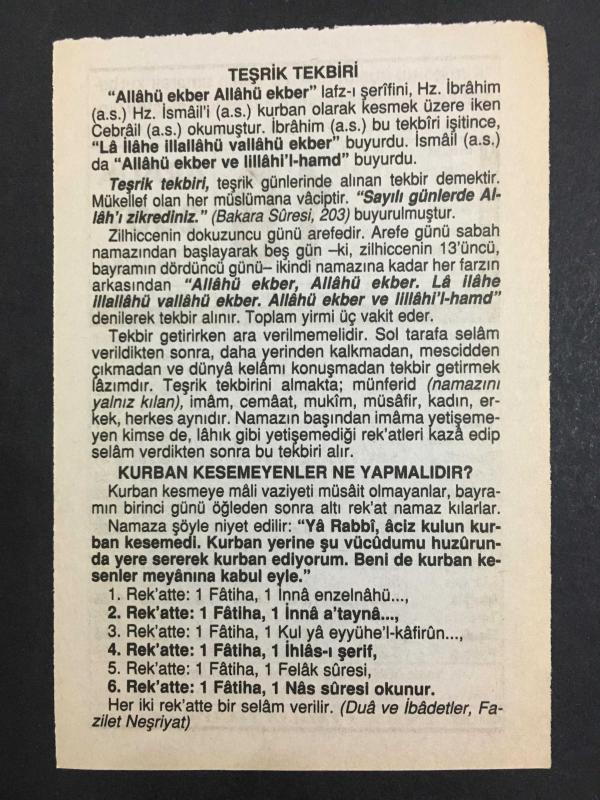 TEŞRİK TEKBİRİ
“Allâhü ekber Allâhü ekber” lafz-ı şerîfini, Hz. İbrâhim
(a.s.) Hz. İsmâil'i (a.s.) kurban olarak kesmek üzere iken
Cebrâil (a.s.) okumuştur. İbrâhim (a.s.) bu tekbîri işitince,
“Lâ ilâhe illallâhü vallâhü ekber” buyurdu. İsmâil (a.s.)
da “Allâhü ekber ve lillâhi'l-hamd” buyurdu.
Teşrik tekbiri, teşrik günlerinde alınan tekbir demektir.
Mükellef olan her müslümana vâciptir. “Sayılı günlerde Al-
lâh'ı zikrediniz.” (Bakara Sûresi, 203) buyurulmuştur.
Zilhiccenin dokuzuncu günü arefedir. Arefe günü sabah
namazından başlayarak beş gün –ki, zilhiccenin 13'üncü,
bayramın dördüncü günü– ikindi namazına kadar her farzın
arkasından “Allâhü ekber, Allâhü ekber. Lâ ilâhe
illallâhü vallâhü ekber. Allâhü ekber ve lillâhi'l-hamd”
denilerek tekbir alınır. Toplam yirmi üç vakit eder.
Tekbir getirirken ara verilmemelidir. Sol tarafa selâm
verildikten sonra, daha yerinden kalkmadan, mescidden
çıkmadan ve dünyâ kelâmı konuşmadan tekbir getirmek
lâzımdır. Teşrik tekbirini almakta; münferid (namazını
yalnız kılan), imâm, cemâat, mukîm, müsâfir, kadın, er-
kek, herkes aynıdır. Namazın başından imâma yetişeme-
yen kimse de, lâhık gibi yetişemediği rek'atleri kazâ edip
selâm verdikten sonra bu tekbiri alır.
KURBAN KESEMEYENLER NE YAPMALIDIR?
Kurban kesmeye mâli vaziyeti müsâit olmayanlar, bayra-
mın birinci günü öğleden sonra altı rek'at namaz kılarlar.
Namaza şöyle niyet edilir: “Yâ Rabbî, âciz kulun kur-
ban kesemedi. Kurban yerine şu vücûdumu huzûrun-
da yere sererek kurban ediyorum. Beni de kurban ke-
senler meyânına kabul eyle.”
1. Rek'atte: 1 Fâtiha, 1 İnnâ enzelnâhü...,
2. Rek'atte: 1 Fâtiha, 1 İnnâ a'taynâ...,
3. Rek'atte: 1 Fâtiha, 1 Kul yâ eyyühe'l-kâfirûn...,
4. Rek'atte: 1 Fâtiha, 1 İhlâs-ı şerif,
5. Rek'atte: 1 Fâtiha, 1 Felâk sûresi,
6. Rek'atte: 1 Fâtiha, 1 Nâs sûresi okunur.
Her iki rek'atte bir selâm verilir. (Duâ ve İbâdetler, Fa-
zilet Neşriyat)